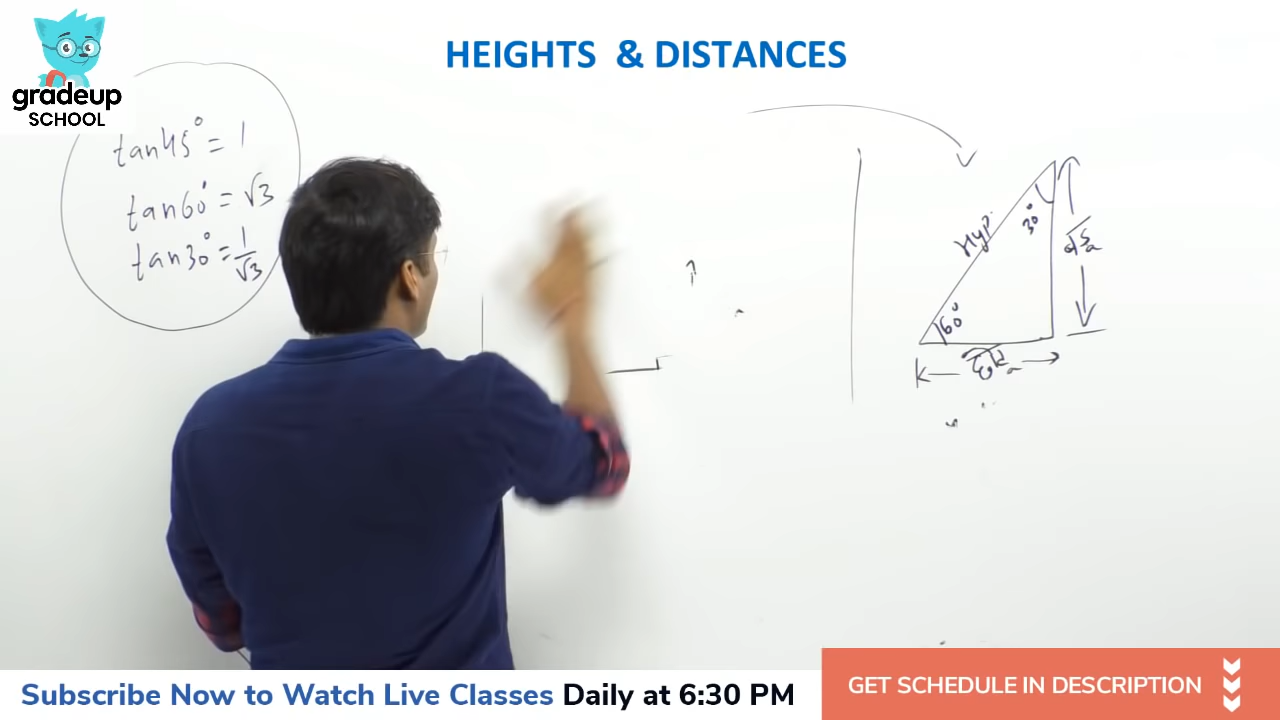 HEIGHTS & DISTANCES
gradeup
SCHOOL
tan45° = 1
tan60° = √3
tan30° = 1/√3
Hyp.
30°
60°
Subscribe Now to Watch Live Classes Daily at 6:30 PM
GET SCHEDULE IN DESCRIPTION